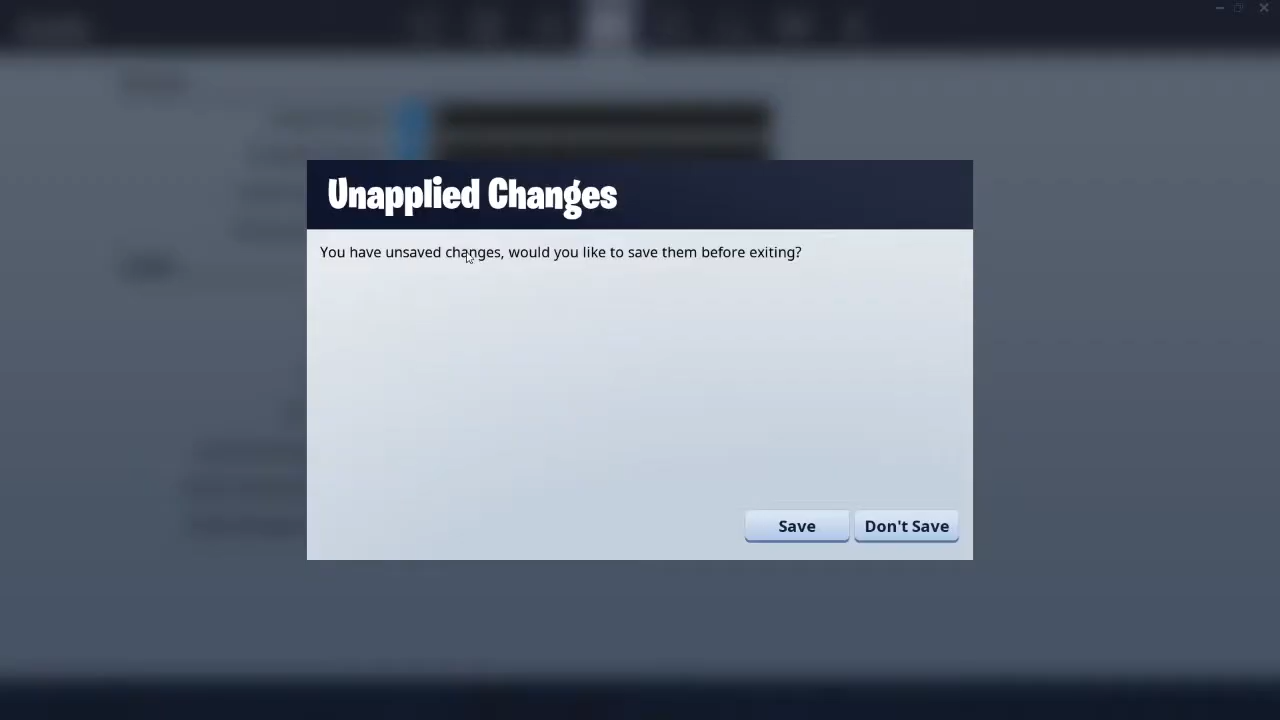 Unapplied Changes
You have unsaved changes, would you like to save them before exiting?
Save
Don't Save